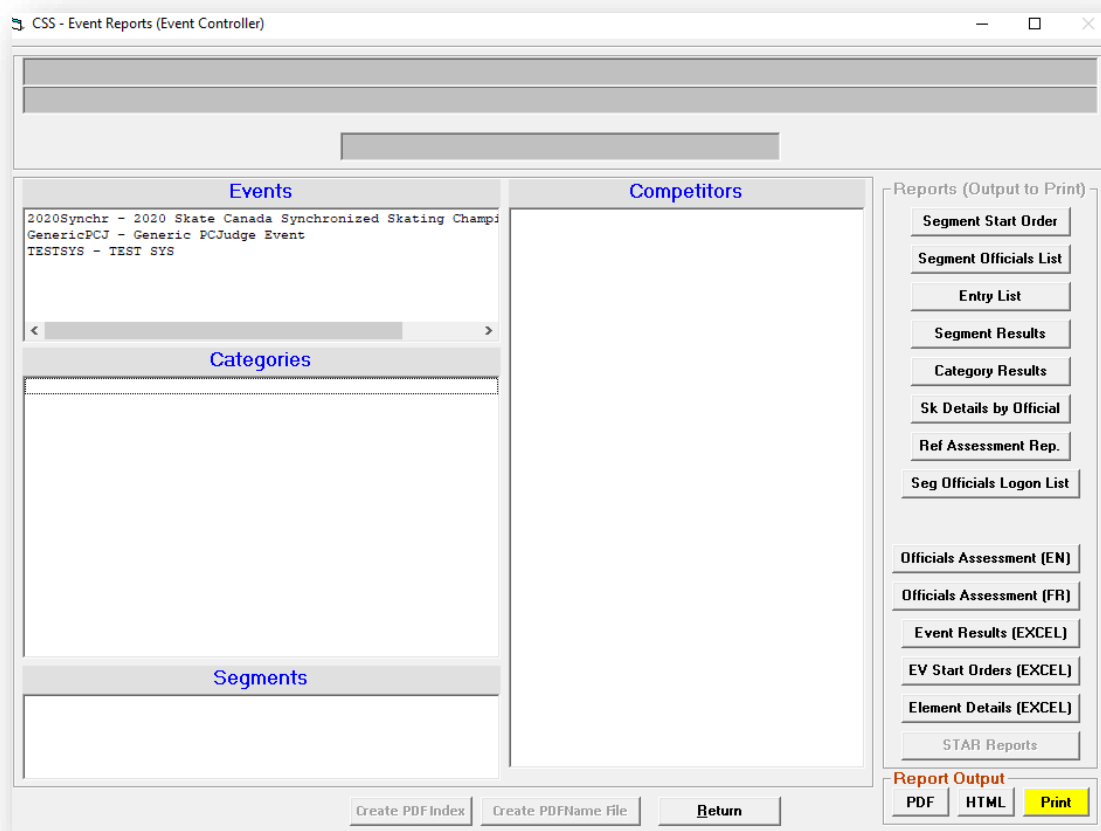 CSS - Event Reports (Event Controller)
Events
2020Synchr - 2020 Skate Canada Synchronized Skating Champi
GenericPCJ - Generic PCJudge Event
TESTSYS - TEST SYS
Categories
Segments
Competitors
Reports (Output to Print)
Segment Start Order
Segment Officials List
Entry List
Segment Results
Category Results
Sk Details by Official
Ref Assessment Rep.
Seg Officials Logon List
Officials Assessment (EN)
Officials Assessment (FR)
Event Results (EXCEL)
EV Start Orders (EXCEL)
Element Details (EXCEL)
STAR Reports
Report Output
PDF HTML Print
Create PDFIndex Create PDFName File Return